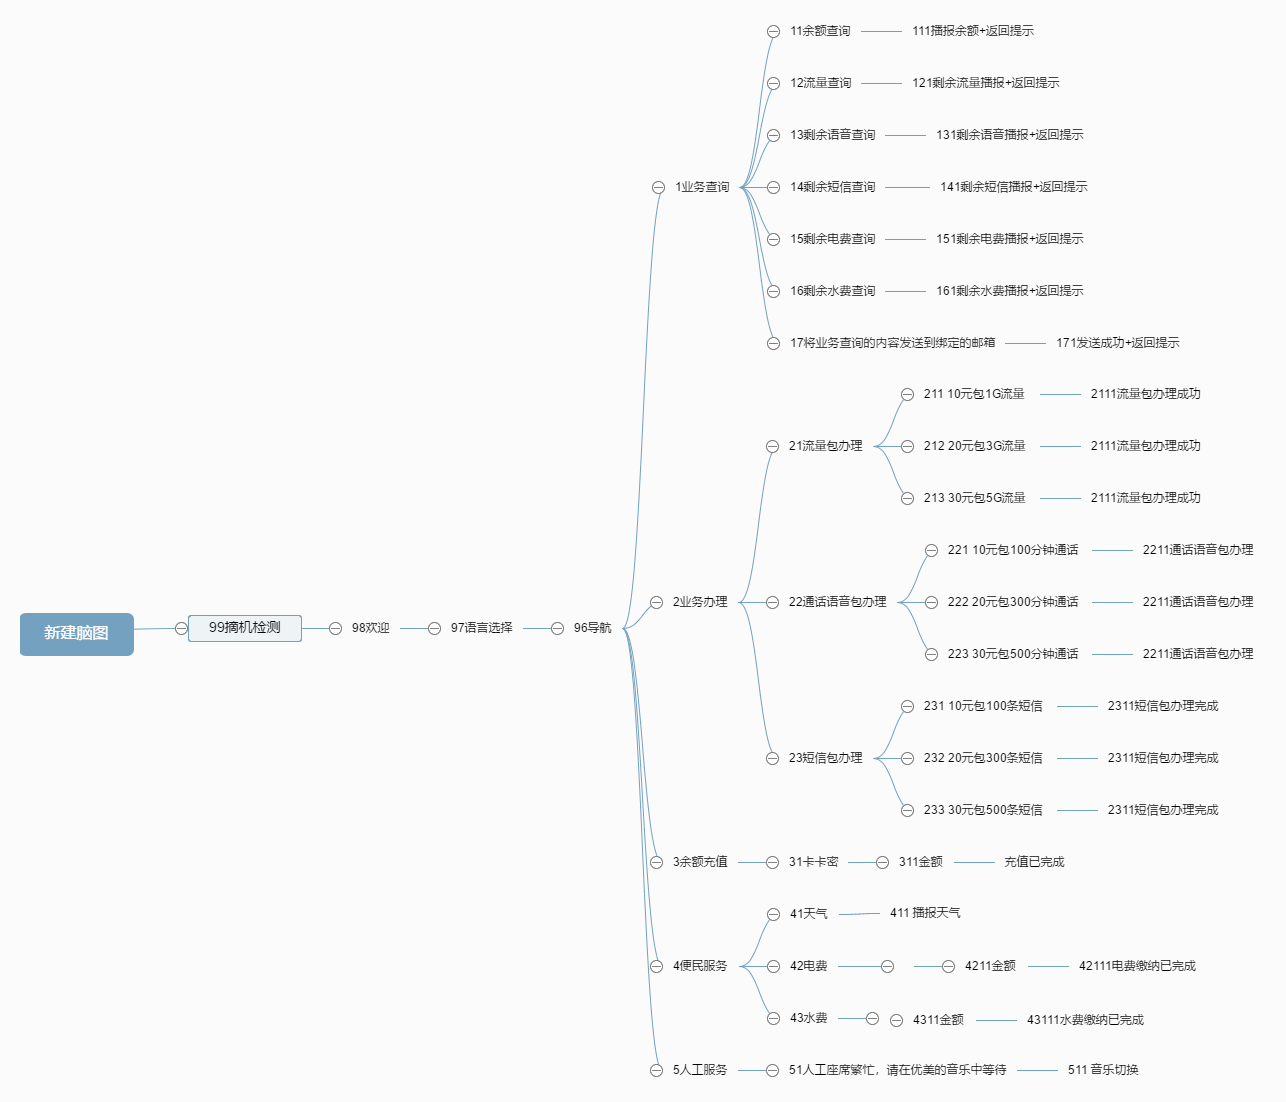 新建脑图
99摘机检测
98欢迎
97语言选择
96导航
1业务查询
11余额查询
111播报余额+返回提示
12流量查询
121剩余流量播报+返回提示
13剩余语音查询
131剩余语音播报+返回提示
14剩余短信查询
141剩余短信播报+返回提示
15剩余电费查询
151剩余电费播报+返回提示
16剩余水费查询
161剩余水费播报+返回提示
17将业务查询的内容发送到绑定的邮箱
171发送成功+返回提示
2业务办理
21流量包办理
211 10元包1G流量
2111流量包办理成功
212 20元包3G流量
2111流量包办理成功
213 30元包5G流量
2111流量包办理成功
22通话语音包办理
221 10元包100分钟通话
2211通话语音包办理
222 20元包300分钟通话
2211通话语音包办理
223 30元包500分钟通话
2211通话语音包办理
23短信包办理
231 10元包100条短信
2311短信包办理完成
232 20元包300条短信
2311短信包办理完成
233 30元包500条短信
2311短信包办理完成
3余额充值
31卡卡密
311金额
充值已完成
4便民服务
41天气
411 播报天气
42电费
4211金额
42111电费缴纳已完成
43水费
4311金额
43111水费缴纳已完成
5人工服务
51人工座席繁忙，请在优美的音乐中等待
511 音乐切换